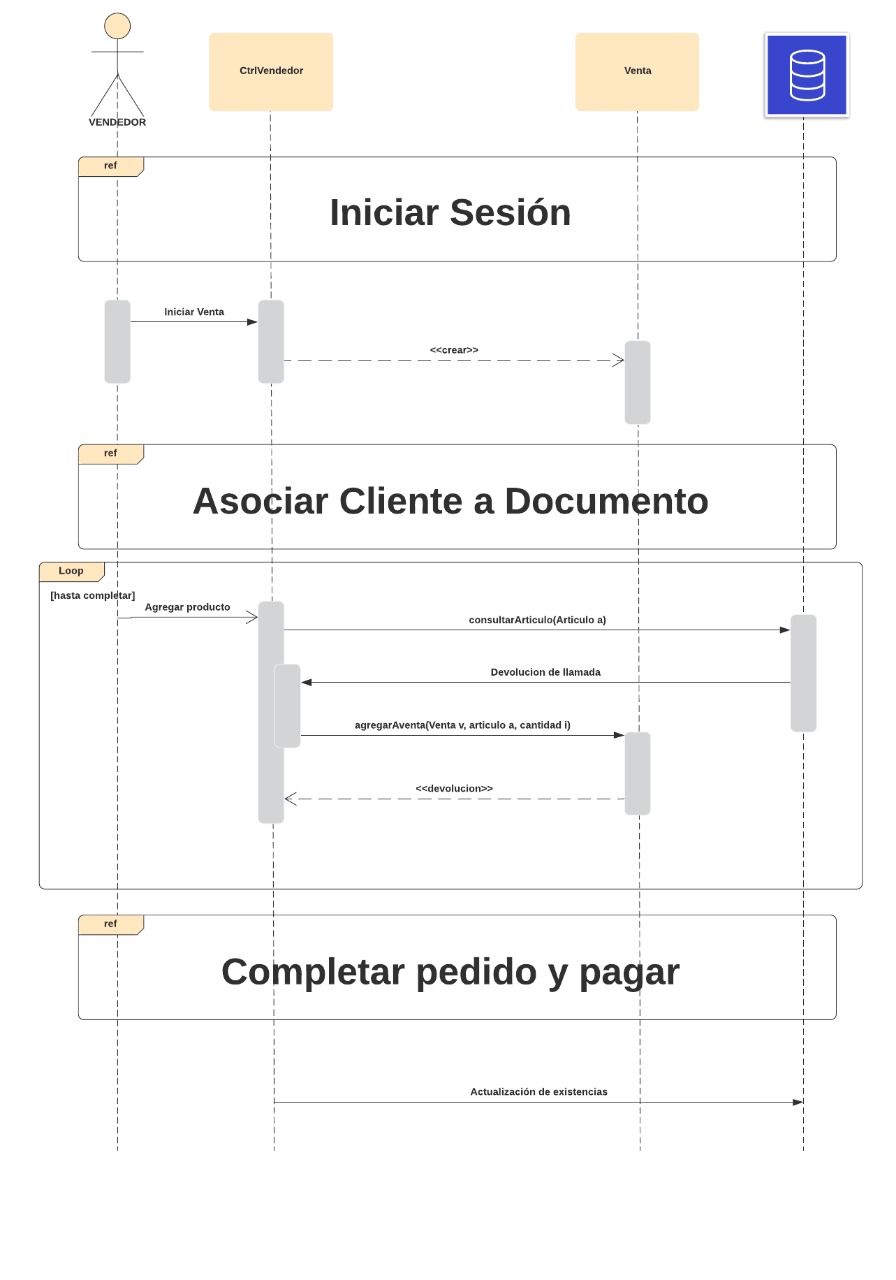 VENDEDOR
CtrlVendedor
Venta
ref
Iniciar Sesión
Iniciar Venta
<<crear>>
ref
Asociar Cliente a Documento
Loop
[hasta completar]
Agregar producto
consultarArticulo(Articulo a)
Devolucion de llamada
agregarAventa(Venta v, articulo a, cantidad i)
<<devolucion>>
ref
Completar pedido y pagar
Actualización de existencias